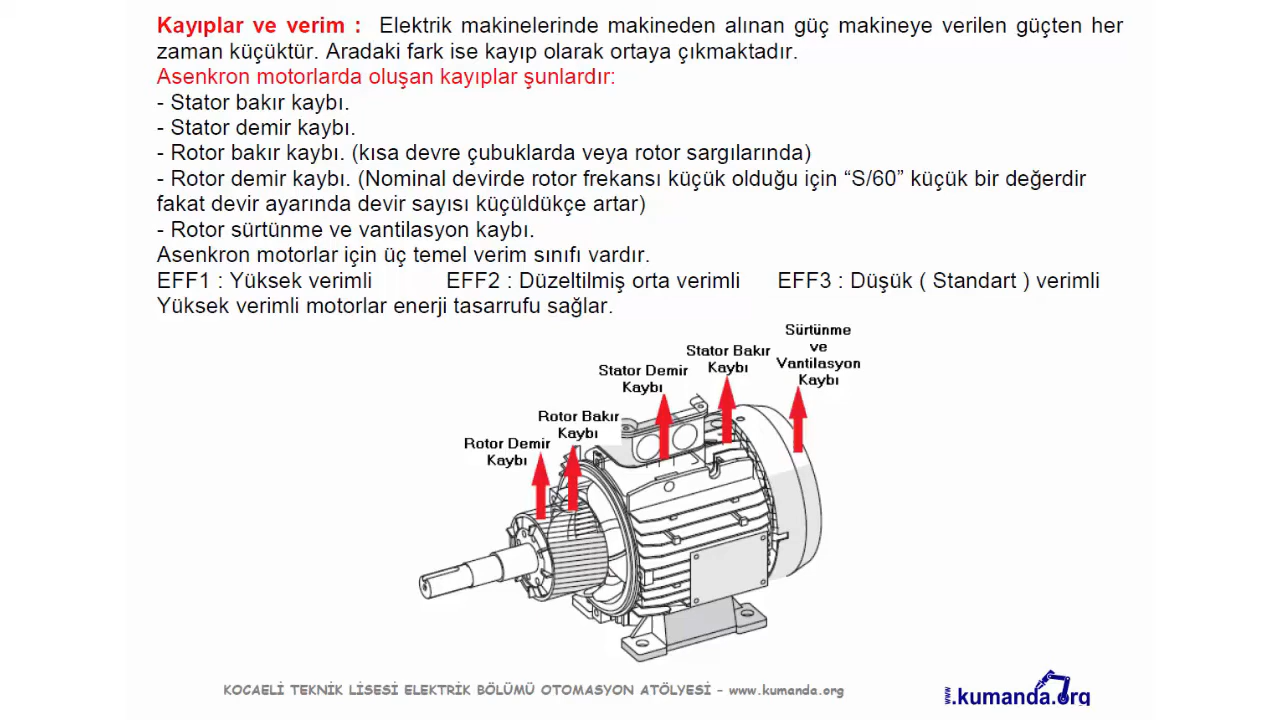 Kayıplar ve verim : Elektrik makinelerinde makineden alınan güç makineye verilen güçten her
zaman küçüktür. Aradaki fark ise kayıp olarak ortaya çıkmaktadır.
Asenkron motorlarda oluşan kayıplar şunlardır:
- Stator bakır kaybı.
- Stator demir kaybı.
- Rotor bakır kaybı. (kısa devre çubuklarda veya rotor sargılarında)
- Rotor demir kaybı. (Nominal devirde rotor frekansı küçük olduğu için “S/60” küçük bir değerdir
fakat devir ayarında devir sayısı küçüldükçe artar)
- Rotor sürtünme ve vantilasyon kaybı.
Asenkron motorlar için üç temel verim sınıfı vardır.
EFF1 : Yüksek verimli EFF2 : Düzeltilmiş orta verimli EFF3 : Düşük ( Standart ) verimli
Yüksek verimli motorlar enerji tasarrufu sağlar.
Sürtünme
ve
Vantilasyon
Kaybı
Stator Bakır
Kaybı
Stator Demir
Kaybı
Rotor Bakır
Kaybı
Rotor Demir
Kaybı
KOCAELİ TEKNİK LİSESİ ELEKTRİK BÖLÜMÜ OTOMASYON ATÖLYESİ - www.kumanda.org
www.kumanda.org